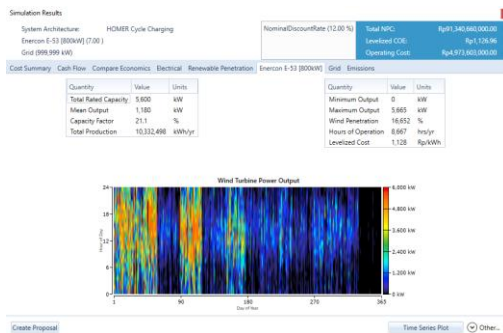 Simulation Results
System Architecture: HOMER Cycle Charging
Enercon E-53 [800kW] (7.00 )
Grid (999,999 kW)
NominalDiscountRate (12.00 %)
Total NPC: Rp81,340,660,000.00
Levelized COE: Rp1,126.96
Operating Cost: Rp4,973,603,000.00
Cost Summary Cash Flow Compare Economics Electrical Renewable Penetration Enercon E-53 [800kW] Grid Emissions
Quantity Value Units
Total Rated Capacity 5,600 kW
Mean Output 1,180 kW
Capacity Factor 21.1 %
Total Production 10,332,498 kWh/yr
Quantity Value Units
Minimum Output 0 kW
Maximum Output 5,665 kW
Wind Penetration 16,652 %
Hours of Operation 8,667 hrs/yr
Levelized Cost 1,128 Rp/kWh
Wind Turbine Power Output
Hour of Day
24
18
12
6
0
1 90 180 270 365
Day of Year
6,000 kW
4,800 kW
3,600 kW
2,400 kW
1,200 kW
0 kW
Create Proposal
Time Series Plot
Other...